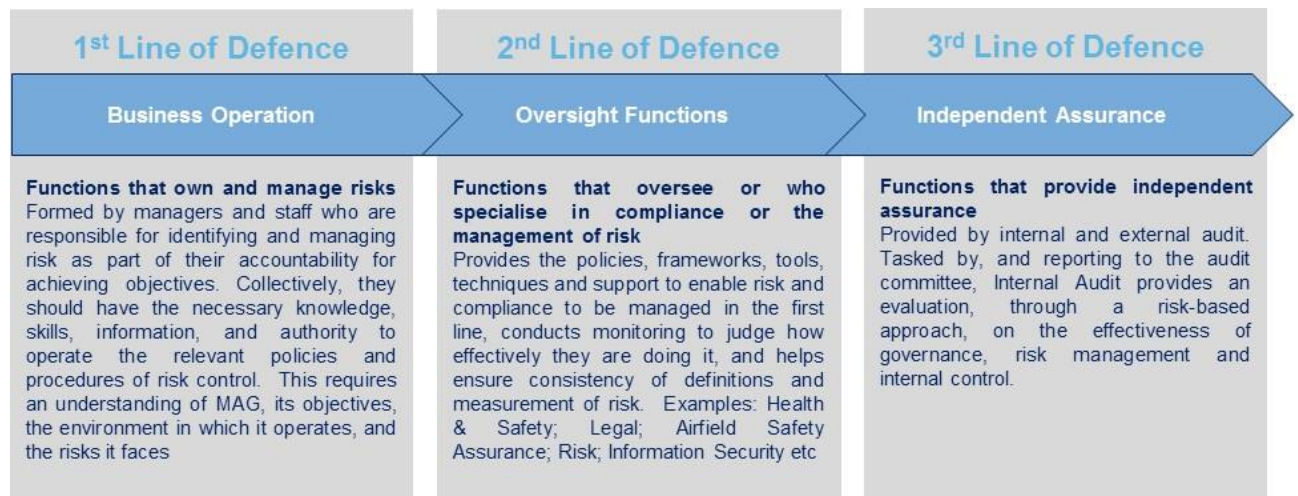 1st Line of Defence
Business Operation
Functions that own and manage risks
Formed by managers and staff who are
responsible for identifying and managing
risk as part of their accountability for
achieving objectives. Collectively, they
should have the necessary knowledge,
skills, information, and authority to
operate the relevant policies and
procedures of risk control. This requires
an understanding of MAG, its objectives,
the environment in which it operates, and
the risks it faces
2nd Line of Defence
Oversight Functions
Functions that oversee or who
specialise in compliance or the
management of risk
Provides the policies, frameworks, tools,
techniques and support to enable risk and
compliance to be managed in the first
line, conducts monitoring to judge how
effectively they are doing it, and helps
ensure consistency of definitions and
measurement of risk. Examples: Health
& Safety; Legal; Airfield Safety
Assurance; Risk; Information Security etc
3rd Line of Defence
Independent Assurance
Functions that provide independent
assurance
Provided by internal and external audit.
Tasked by, and reporting to the audit
committee, Internal Audit provides an
evaluation, through a risk-based
approach, on the effectiveness of
governance, risk management and
internal control.